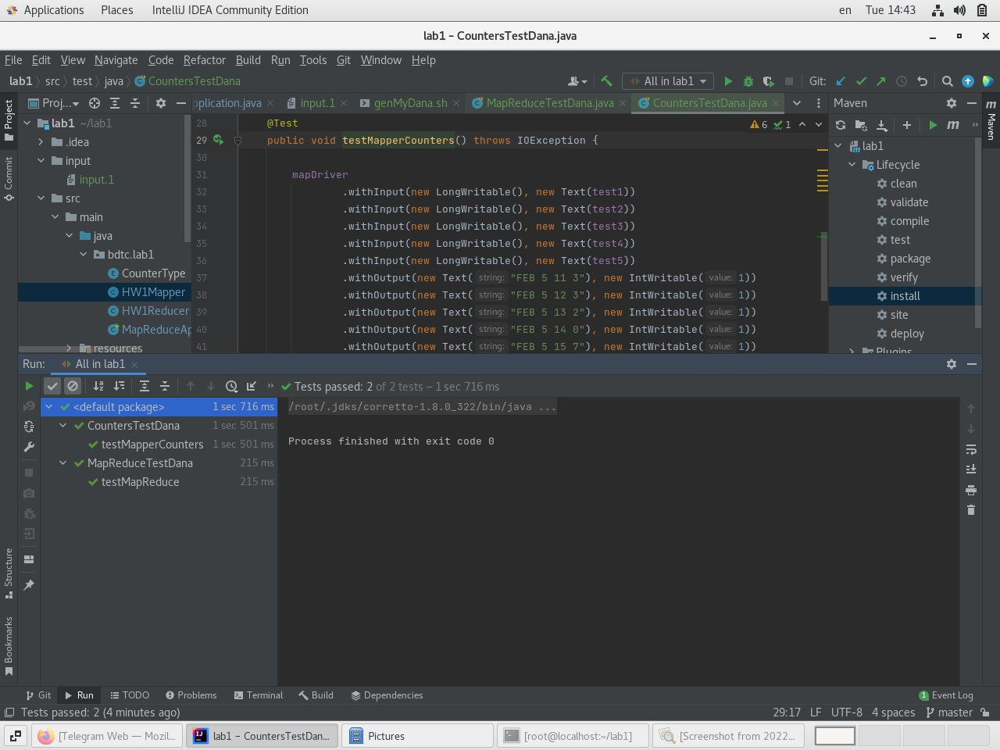 Applications Places IntelliJ IDEA Community Edition en Tue 14:43
lab1 – CountersTestDana.java
File Edit View Navigate Code Refactor Build Run Tools Git Window Help
lab1 src test java CountersTestDana All in lab1 Git:
Project Proj... pplication.java input.1 genMyDana.sh MapReduceTestDana.java CountersTestDana.java Maven
lab1 ~/lab1
.idea
input
input.1
src
main
java
bdtc.lab1
CounterType
HW1Mapper
HW1Reducer
MapReduceAp
resources
Commit
Structure
Bookmarks
28 @Test
29 public void testMapperCounters() throws IOException {
30
31 mapDriver
32 .withInput(new LongWritable(), new Text(test1))
33 .withInput(new LongWritable(), new Text(test2))
34 .withInput(new LongWritable(), new Text(test3))
35 .withInput(new LongWritable(), new Text(test4))
36 .withInput(new LongWritable(), new Text(test5))
37 .withOutput(new Text( string: "FEB 5 11 3"), new IntWritable( value: 1))
38 .withOutput(new Text( string: "FEB 5 12 3"), new IntWritable( value: 1))
39 .withOutput(new Text( string: "FEB 5 13 2"), new IntWritable( value: 1))
40 .withOutput(new Text( string: "FEB 5 14 0"), new IntWritable( value: 1))
41 .withOutput(new Text( string: "FEB 5 15 7"), new IntWritable( value: 1))
6 1
m
lab1
Lifecycle
clean
validate
compile
test
package
verify
install
site
deploy
Plugins
m Maven
Run: All in lab1
Tests passed: 2 of 2 tests – 1 sec 716 ms
<default package> 1 sec 716 ms
CountersTestDana 1 sec 501 ms
testMapperCounters 1 sec 501 ms
MapReduceTestDana 215 ms
testMapReduce 215 ms
/root/.jdks/corretto-1.8.0_322/bin/java ...
Process finished with exit code 0
Git Run TODO Problems Terminal Build Dependencies 1 Event Log
Tests passed: 2 (4 minutes ago) 29:17 LF UTF-8 4 spaces master
[Telegram Web — Mozil... lab1 – CountersTestDan... Pictures [root@localhost:~/lab1] [Screenshot from 2022...